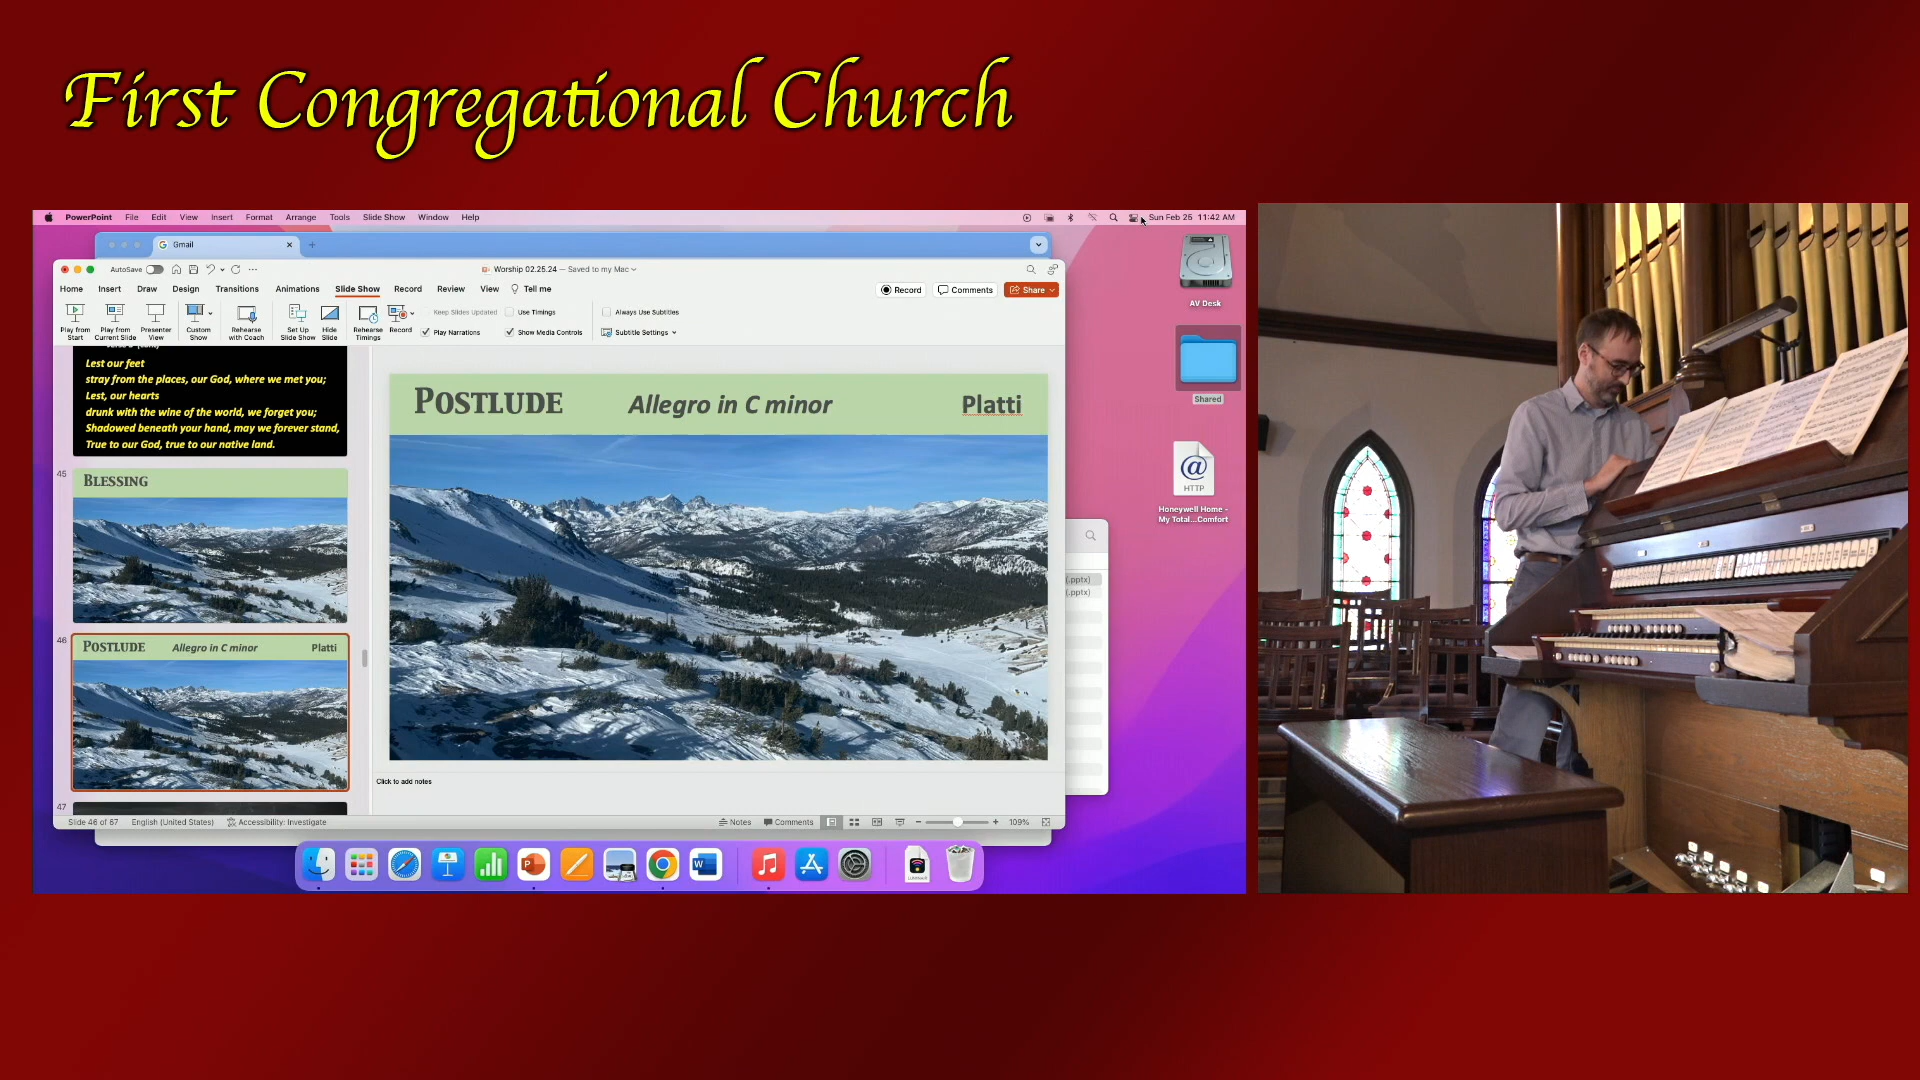 First Congregational Church
PowerPoint File Edit View Insert Format Arrange Tools Slide Show Window Help
Sun Feb 25 11:42 AM
Gmail
AutoSave
Worship 02.25.24 — Saved to my Mac
Home Insert Draw Design Transitions Animations Slide Show Record Review View Tell me
Record Comments Share
Play from Start
Play from Current Slide
Presenter View
Custom Show
Rehearse with Coach
Set Up Slide Show
Hide Slide
Rehearse Timings
Record
Keep Slides Updated
Use Timings
Always Use Subtitles
Play Narrations
Show Media Controls
Subtitle Settings
Lest our feet
stray from the places, our God, where we met you;
Lest, our hearts
drunk with the wine of the world, we forget you;
Shadowed beneath your hand, may we forever stand,
True to our God, true to our native land.
45
Blessing
46
Postlude Allegro in C minor Platti
47
Postlude Allegro in C minor Platti
Click to add notes
Slide 46 of 67 English (United States) Accessibility: Investigate
Notes Comments 109%
(.pptx)
(.pptx)
AV Desk
Shared
HTTP
Honeywell Home -
My Total...Comfort